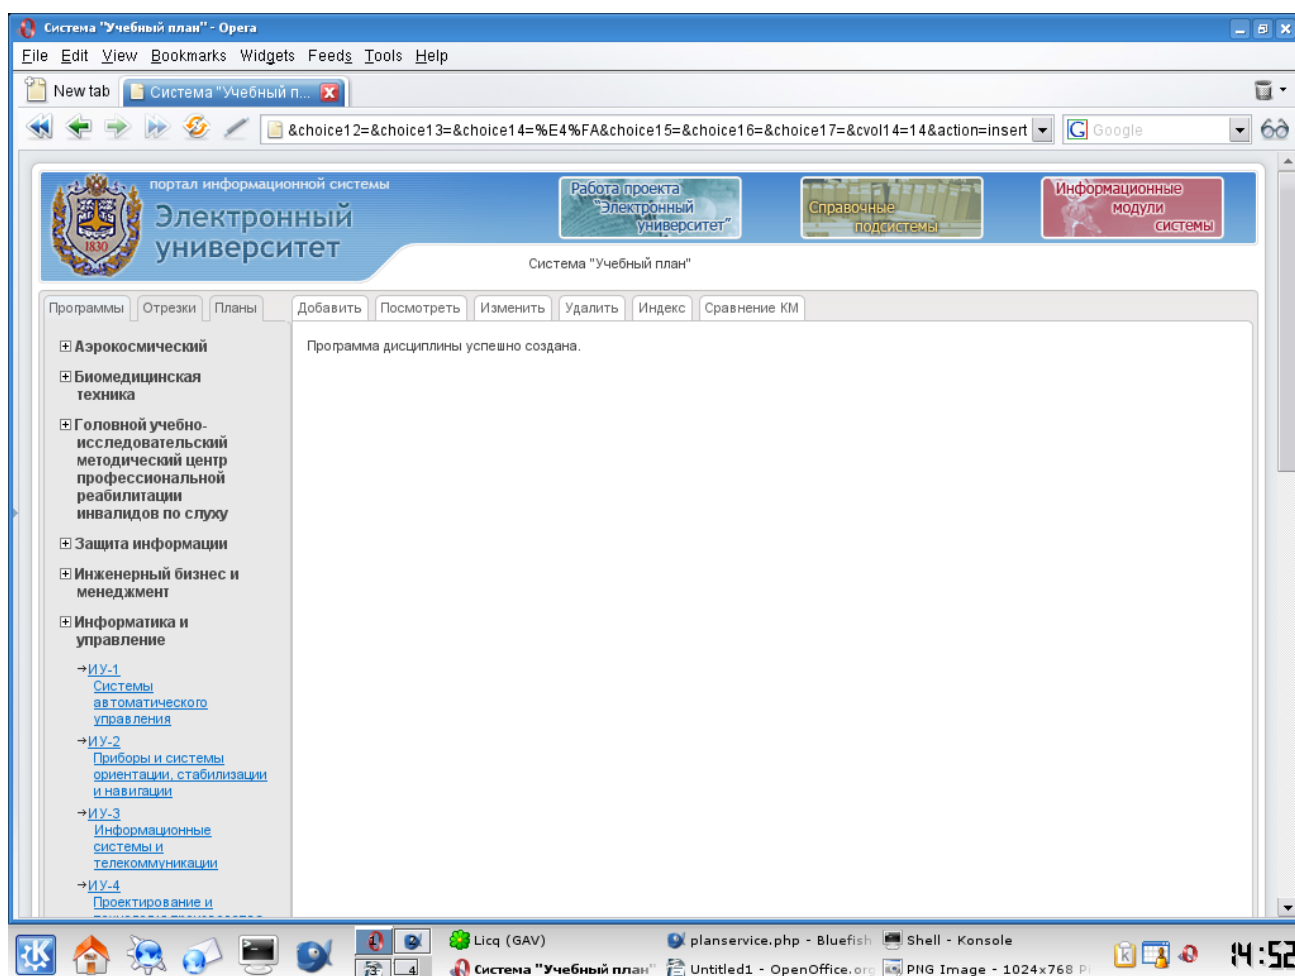 Система "Учебный план" - Opera
File Edit View Bookmarks Widgets Feeds Tools Help
New tab Система "Учебный п...
&choice12=&choice13=&choice14=%E4%FA&choice15=&choice16=&choice17=&cvol14=14&action=insert Google
портал информационной системы
Электронный
университет
1830
Работа проекта
"Электронный
университет"
Справочные
подсистемы
Информационные
модули
системы
Система "Учебный план"
Программы Отрезки Планы Добавить Посмотреть Изменить Удалить Индекс Сравнение КМ
Программа дисциплины успешно создана.
Аэрокосмический
Биомедицинская
техника
Головной учебно-
исследовательский
методический центр
профессиональной
реабилитации
инвалидов по слуху
Защита информации
Инженерный бизнес и
менеджмент
Информатика и
управление
→ИУ-1
Системы
автоматического
управления
→ИУ-2
Приборы и системы
ориентации, стабилизации
и навигации
→ИУ-3
Информационные
системы и
телекоммуникации
→ИУ-4
Проектирование и
Licq (GAV) planservice.php - Bluefish Shell - Konsole
4 Система "Учебный план" Untitled1 - OpenOffice.org PNG Image - 1024x768 Pi
14:52